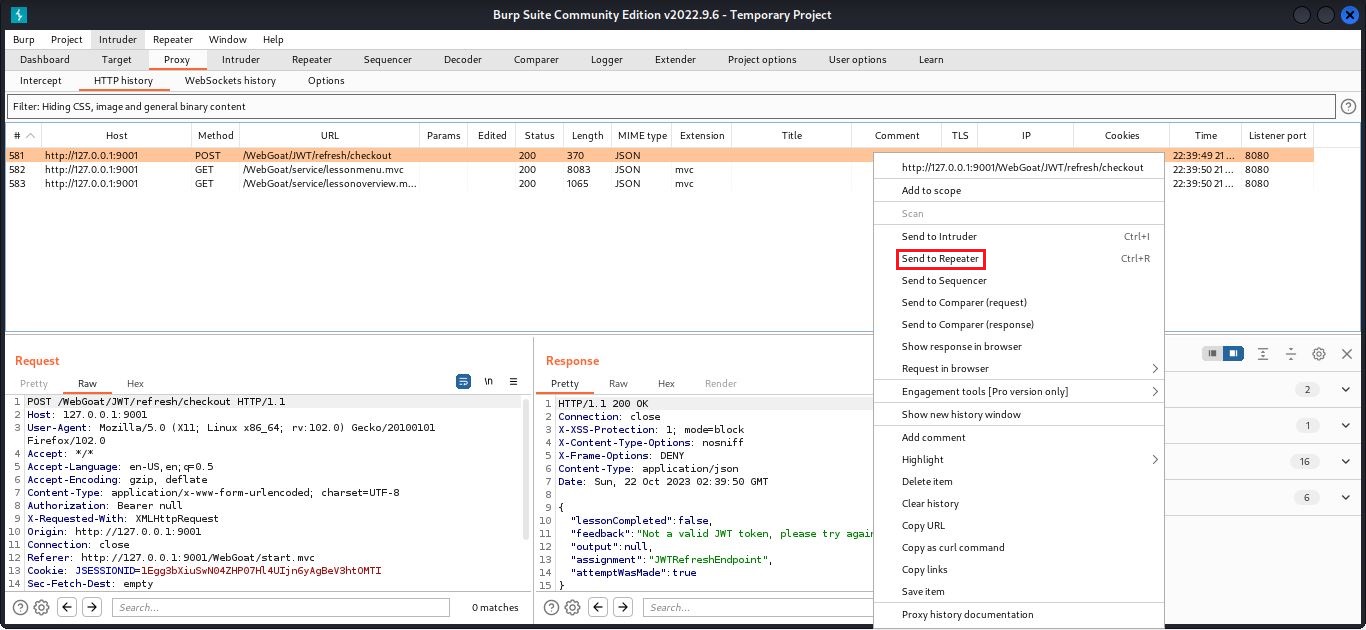 Burp Suite Community Edition v2022.9.6 - Temporary Project
Burp Project Intruder Repeater Window Help
Dashboard Target Proxy Intruder Repeater Sequencer Decoder Comparer Logger Extender Project options User options Learn
Intercept HTTP history WebSockets history Options
Filter: Hiding CSS, image and general binary content
# Host Method URL Params Edited Status Length MIME type Extension Title Comment TLS IP Cookies Time Listener port
581 http://127.0.0.1:9001 POST /WebGoat/JWT/refresh/checkout 200 370 JSON 22:39:49 21 ... 8080
582 http://127.0.0.1:9001 GET /WebGoat/service/lessonmenu.mvc 200 8083 JSON mvc 22:39:50 21 ... 8080
583 http://127.0.0.1:9001 GET /WebGoat/service/lessonoverview.m... 200 1065 JSON mvc 22:39:50 21 ... 8080
http://127.0.0.1:9001/WebGoat/JWT/refresh/checkout
Add to scope
Scan
Send to Intruder Ctrl+I
Send to Repeater Ctrl+R
Send to Sequencer
Send to Comparer (request)
Send to Comparer (response)
Show response in browser
Request in browser
Engagement tools [Pro version only]
Show new history window
Add comment
Highlight
Delete item
Clear history
Copy URL
Copy as curl command
Copy links
Save item
Proxy history documentation
Request
Pretty Raw Hex
\n
1 POST /WebGoat/JWT/refresh/checkout HTTP/1.1
2 Host: 127.0.0.1:9001
3 User-Agent: Mozilla/5.0 (X11; Linux x86_64; rv:102.0) Gecko/20100101
Firefox/102.0
4 Accept: */*
5 Accept-Language: en-US,en;q=0.5
6 Accept-Encoding: gzip, deflate
7 Content-Type: application/x-www-form-urlencoded; charset=UTF-8
8 Authorization: Bearer null
9 X-Requested-With: XMLHttpRequest
10 Origin: http://127.0.0.1:9001
11 Connection: close
12 Referer: http://127.0.0.1:9001/WebGoat/start.mvc
13 Cookie: JSESSIONID=1Egg3bXiuSwN04ZHP07Hl4UIjn6yAgBeV3htOMTI
14 Sec-Fetch-Dest: empty
Search...
0 matches
Response
Pretty Raw Hex Render
1 HTTP/1.1 200 OK
2 Connection: close
3 X-XSS-Protection: 1; mode=block
4 X-Content-Type-Options: nosniff
5 X-Frame-Options: DENY
6 Content-Type: application/json
7 Date: Sun, 22 Oct 2023 02:39:50 GMT
8
9 {
10 "lessonCompleted":false,
11 "feedback":"Not a valid JWT token, please try again
12 "output":null,
13 "assignment":"JWTRefreshEndpoint",
14 "attemptWasMade":true
15 }
Search...
2
1
16
6